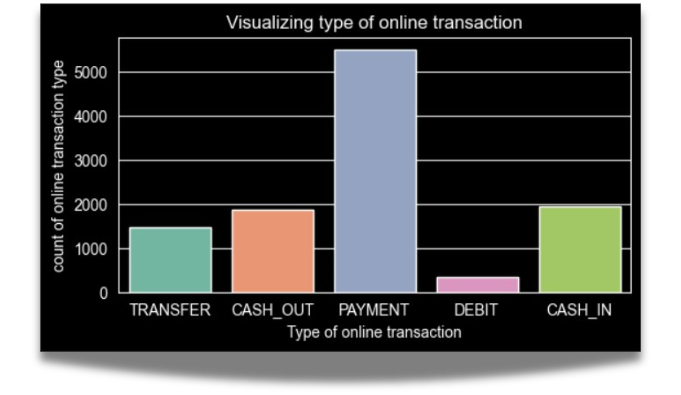 Visualizing type of online transaction
count of online transaction type
5000
4000
3000
2000
1000
0
TRANSFER CASH_OUT PAYMENT DEBIT CASH_IN
Type of online transaction